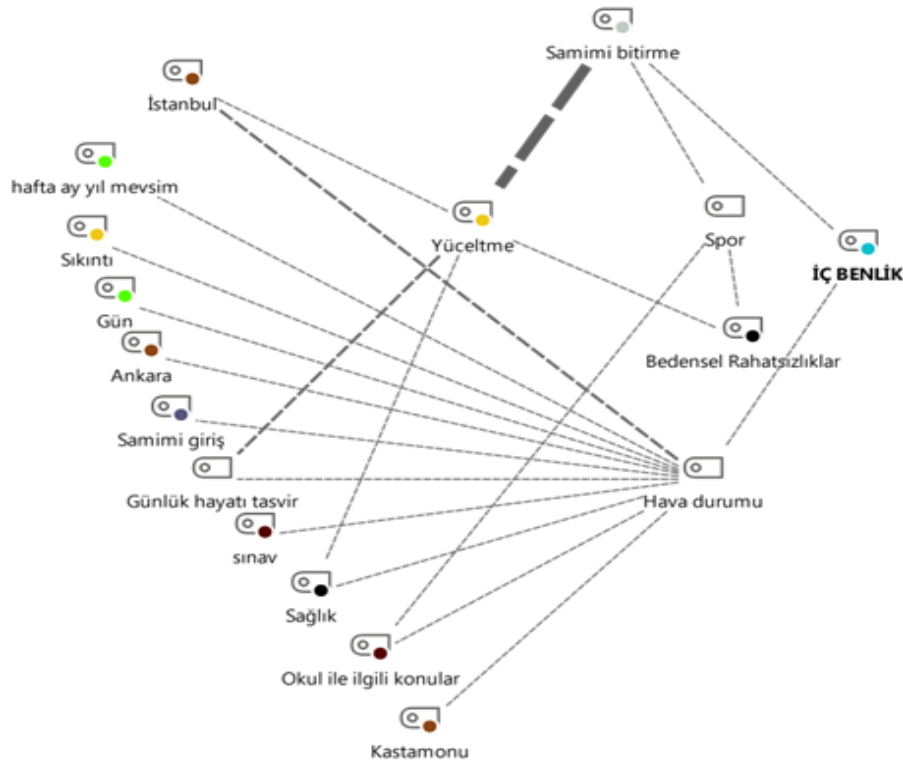 Samimi bitirme
İstanbul
hafta ay yıl mevsim
Yüceltme
Spor
Sıkıntı
İÇ BENLİK
Gün
Bedensel Rahatsızlıklar
Ankara
Samimi giriş
Günlük hayatı tasvir
Hava durumu
sınav
Sağlık
Okul ile ilgili konular
Kastamonu